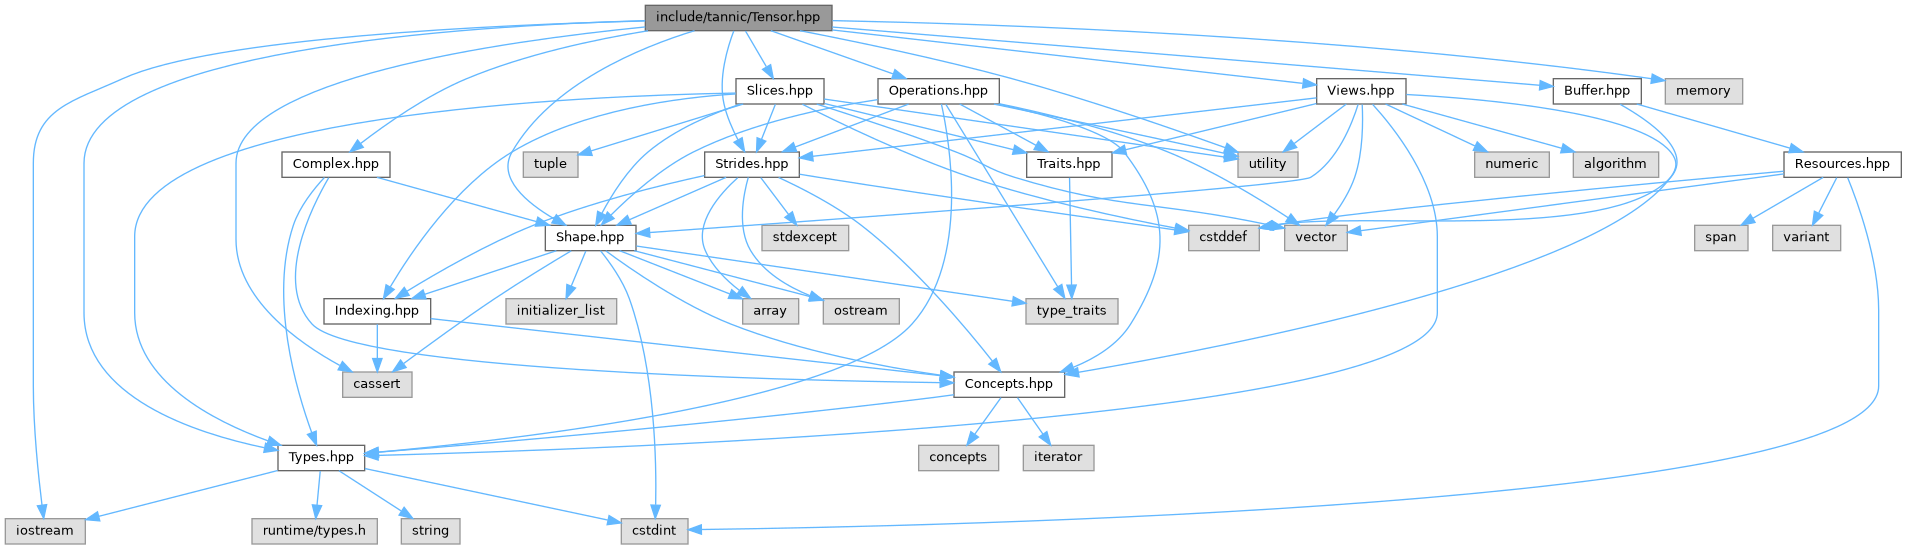 include/tannic/Tensor.hpp
Slices.hpp
Operations.hpp
Views.hpp
Buffer.hpp
memory
Complex.hpp
tuple
Strides.hpp
Traits.hpp
utility
numeric
algorithm
Resources.hpp
Shape.hpp
stdexcept
cstddef
vector
span
variant
Indexing.hpp
initializer_list
array
ostream
type_traits
cassert
Concepts.hpp
Types.hpp
concepts
iterator
iostream
runtime/types.h
string
cstdint